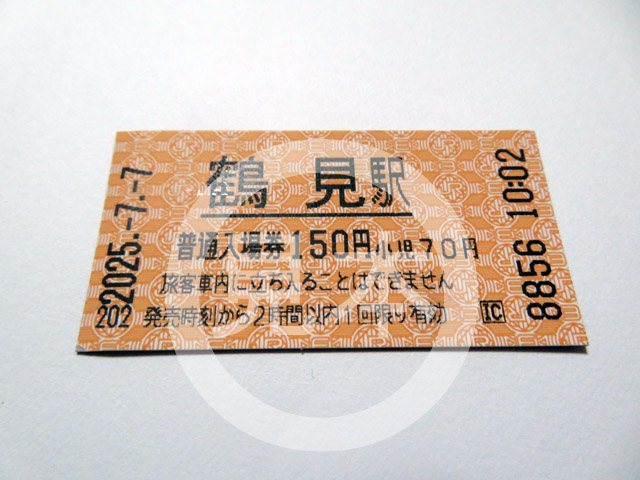 鶴見駅
普通入場券150円小児70円
旅客車内に立ち入ることはできません
発売時刻から2時間以内1回限り有効
IC
2025.-7.-7
202
8856 10:02